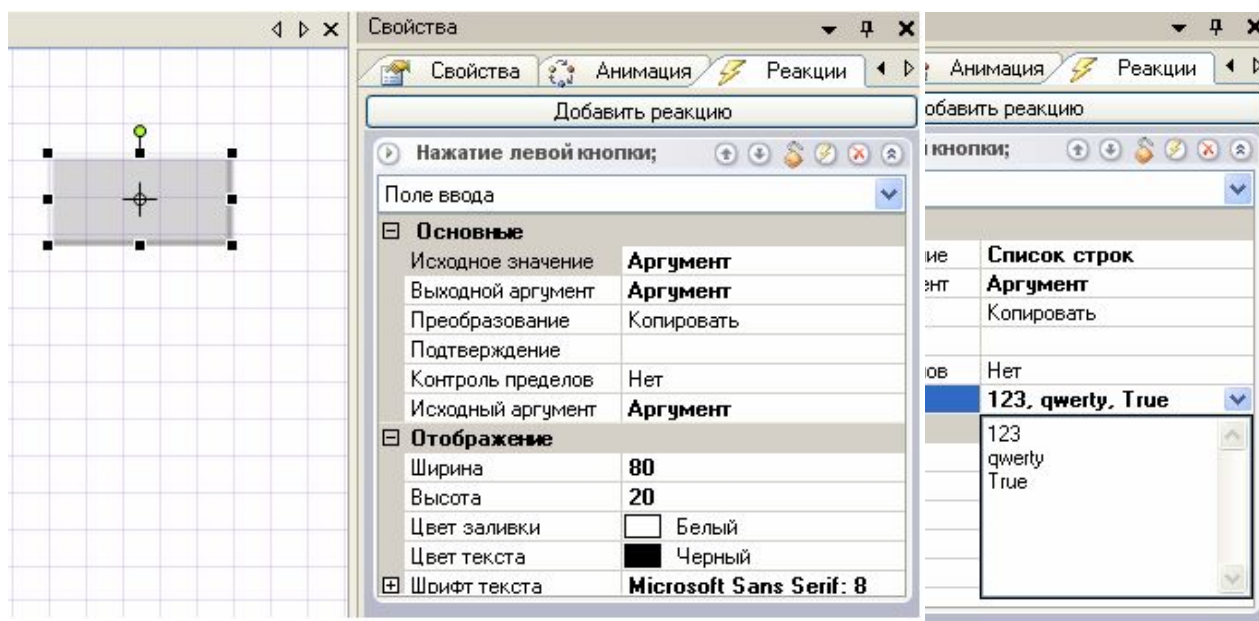 Свойства
Свойства Анимация Реакции
Добавить реакцию
Нажатие левой кнопки;
Поле ввода
Основные
Исходное значение Аргумент
Выходной аргумент Аргумент
Преобразование Копировать
Подтверждение
Контроль пределов Нет
Исходный аргумент Аргумент
Отображение
Ширина 80
Высота 20
Цвет заливки Белый
Цвет текста Черный
Шрифт текста Microsoft Sans Serif: 8
Анимация Реакции
обавить реакцию
кнопки;
ие Список строк
ент Аргумент
Копировать
ов Нет
123, qwerty, True
123
qwerty
True